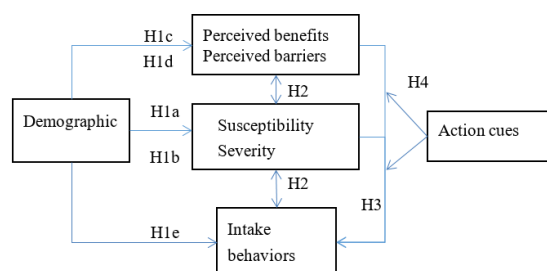 H1c
H1d
Perceived benefits
Perceived barriers
H4
H2
Demographic
H1a
H1b
Susceptibility
Severity
Action cues
H2
H3
H1e
Intake
behaviors